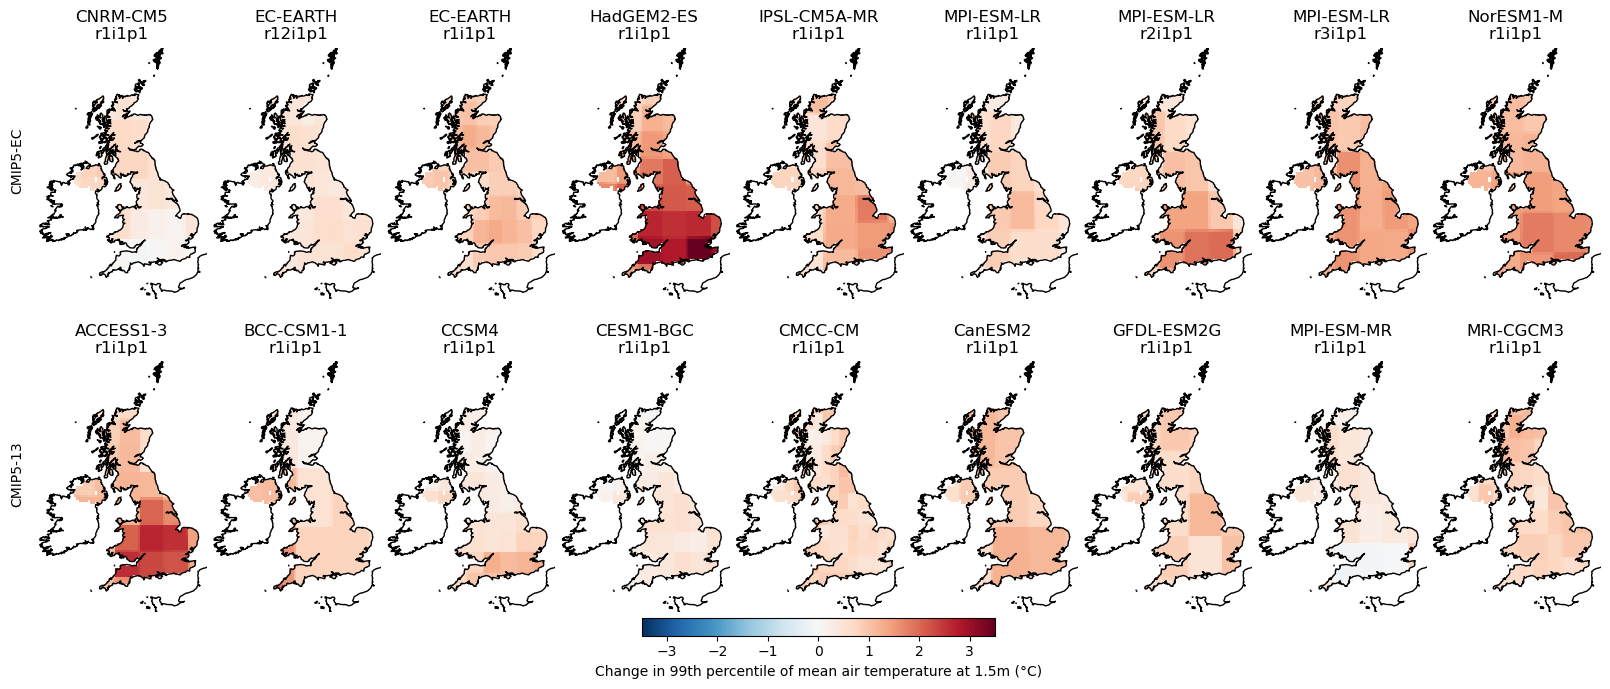 CNRM-CM5
r1i1p1
EC-EARTH
r12i1p1
EC-EARTH
r1i1p1
HadGEM2-ES
r1i1p1
IPSL-CM5A-MR
r1i1p1
MPI-ESM-LR
r1i1p1
MPI-ESM-LR
r2i1p1
MPI-ESM-LR
r3i1p1
NorESM1-M
r1i1p1
CMIP5-EC
ACCESS1-3
r1i1p1
BCC-CSM1-1
r1i1p1
CCSM4
r1i1p1
CESM1-BGC
r1i1p1
CMCC-CM
r1i1p1
CanESM2
r1i1p1
GFDL-ESM2G
r1i1p1
MPI-ESM-MR
r1i1p1
MRI-CGCM3
r1i1p1
CMIP5-13
−3 −2 −1 0 1 2 3
Change in 99th percentile of mean air temperature at 1.5m (°C)